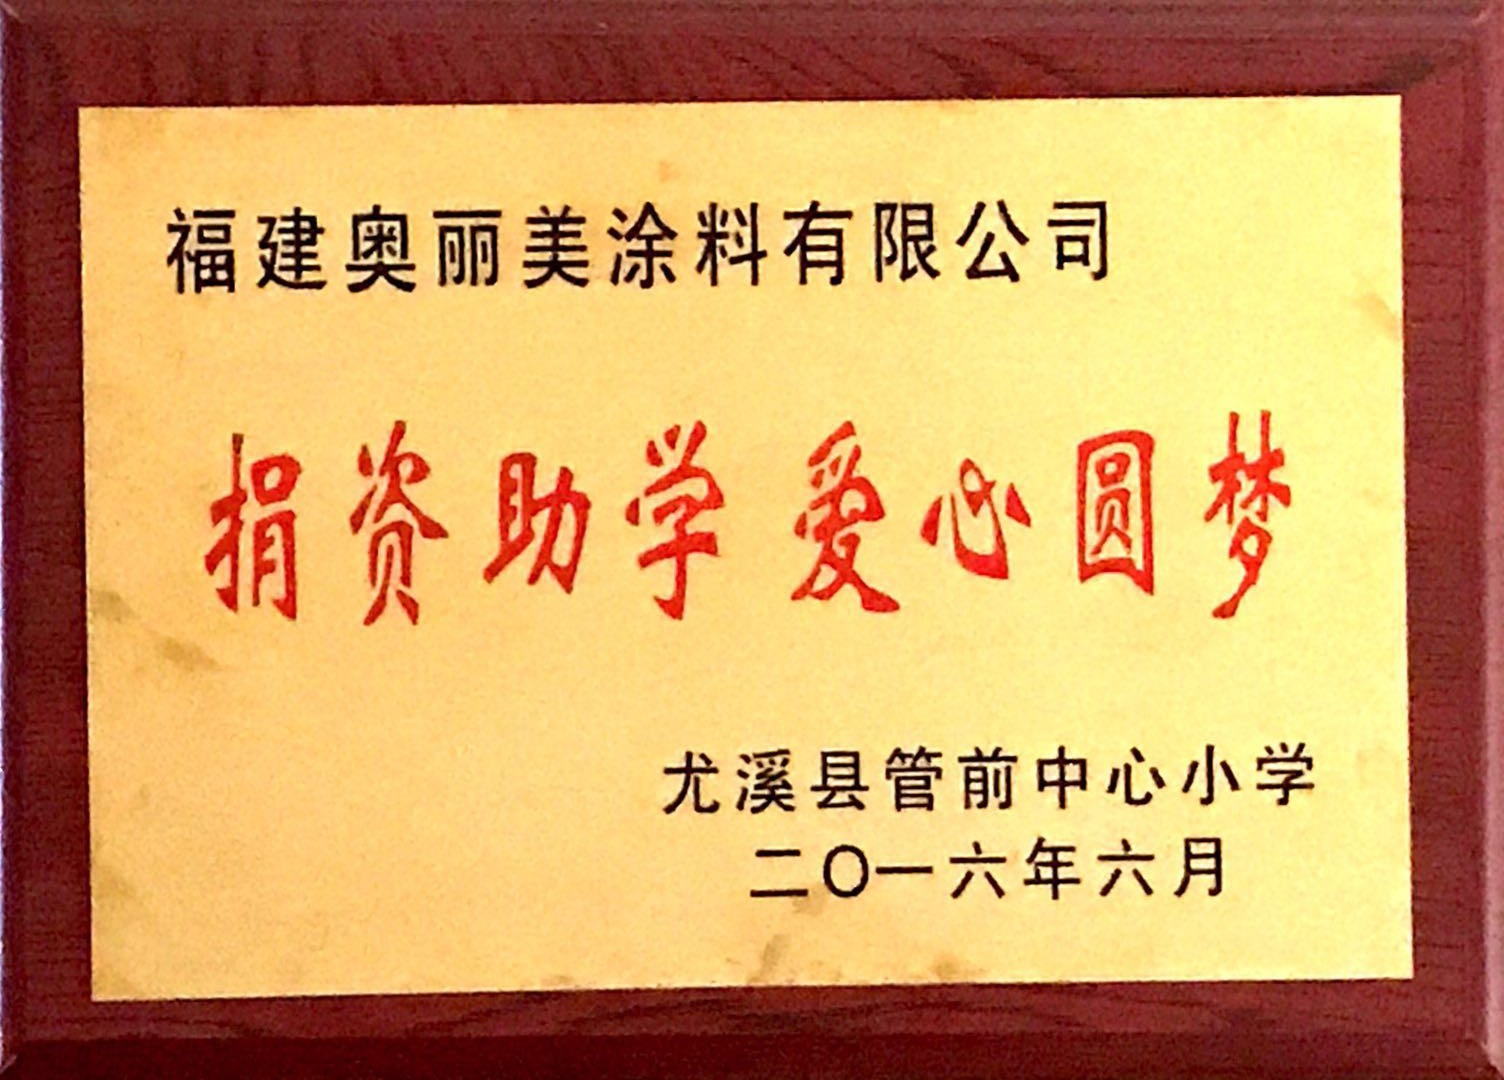 福建奥丽美涂料有限公司
捐资助学 爱心圆梦
尤溪县管前中心小学
二〇一六年六月